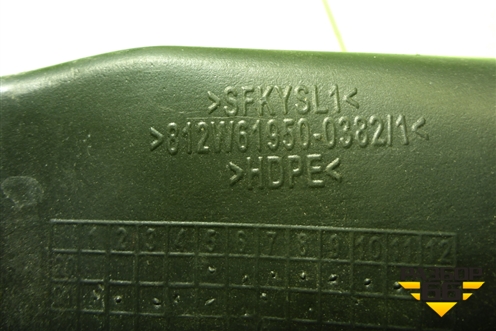 >SFKYSL1<
>812W61950-0382/1<
>HDPE<
1 2 3 4 5 6 7 8 9 10 11 12